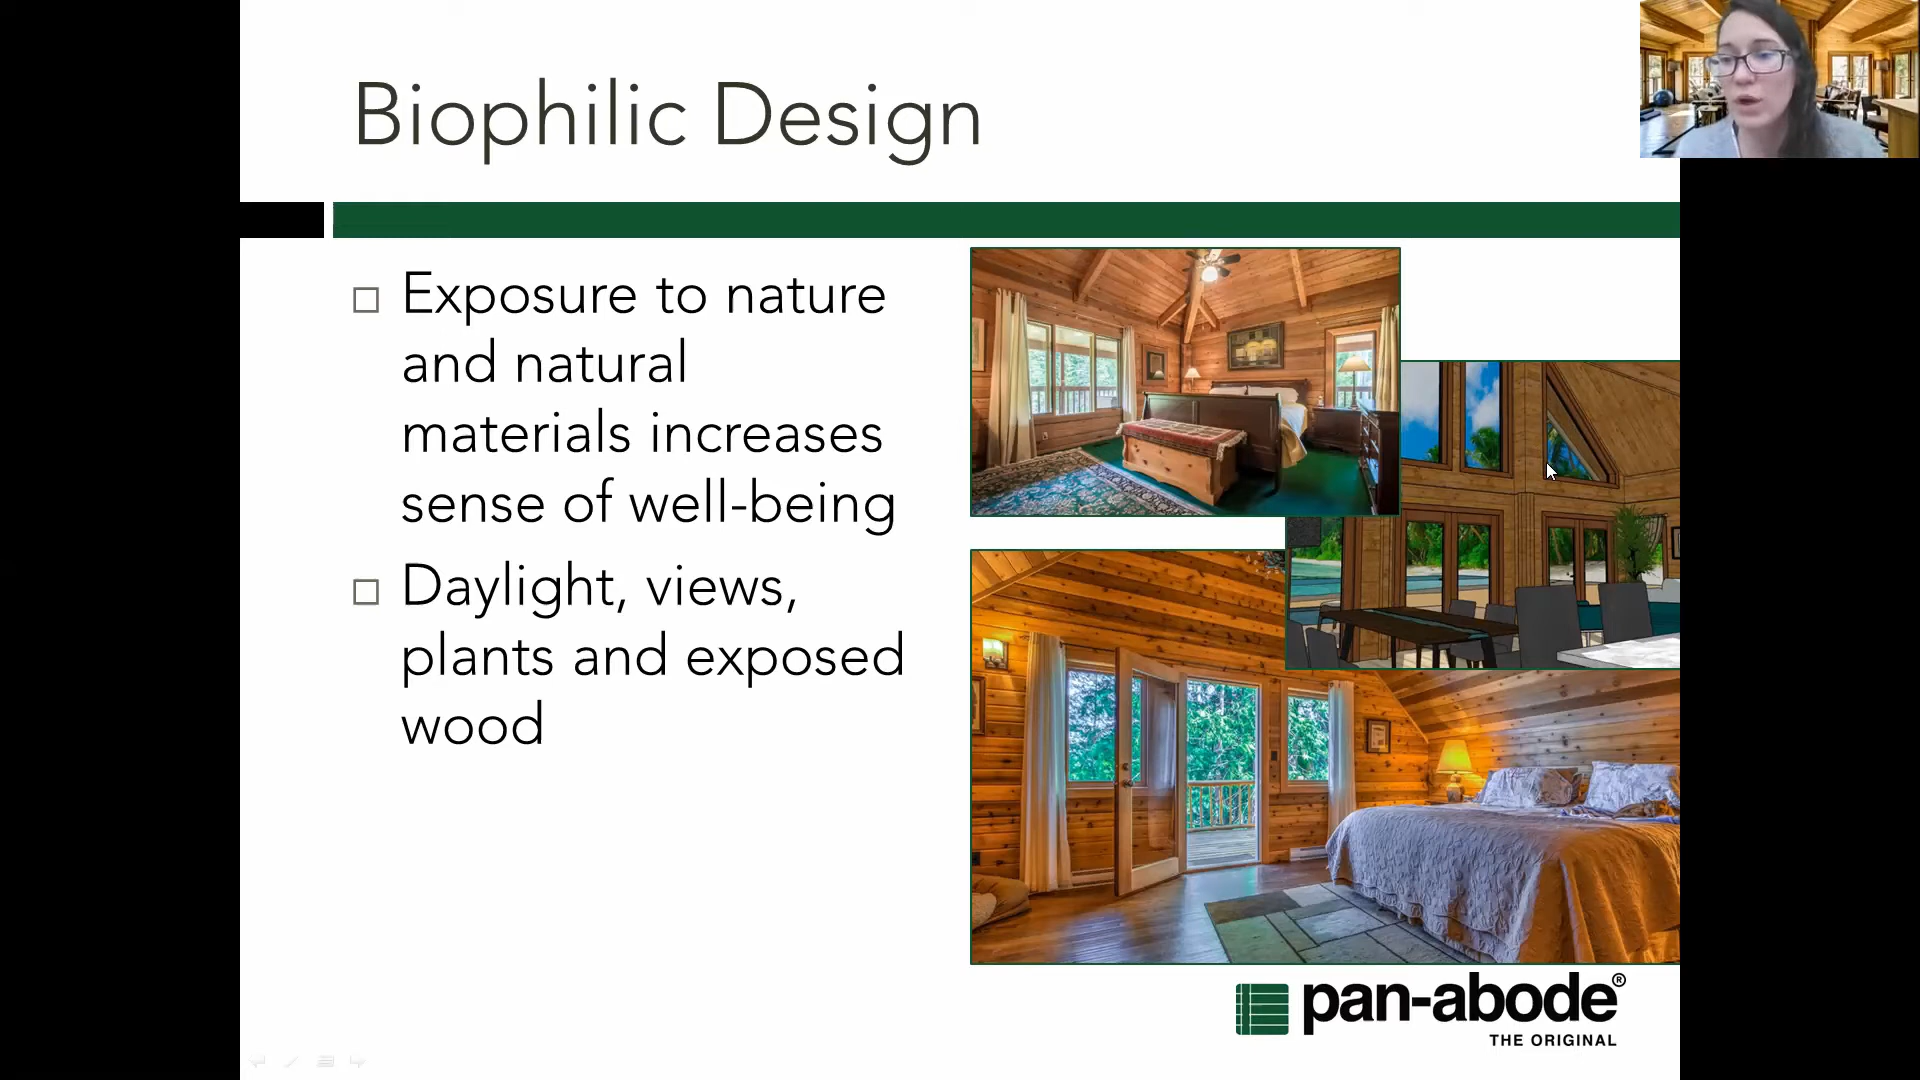 Biophilic Design
Exposure to nature
and natural
materials increases
sense of well-being
Daylight, views,
plants and exposed
wood
pan-abode®
THE ORIGINAL